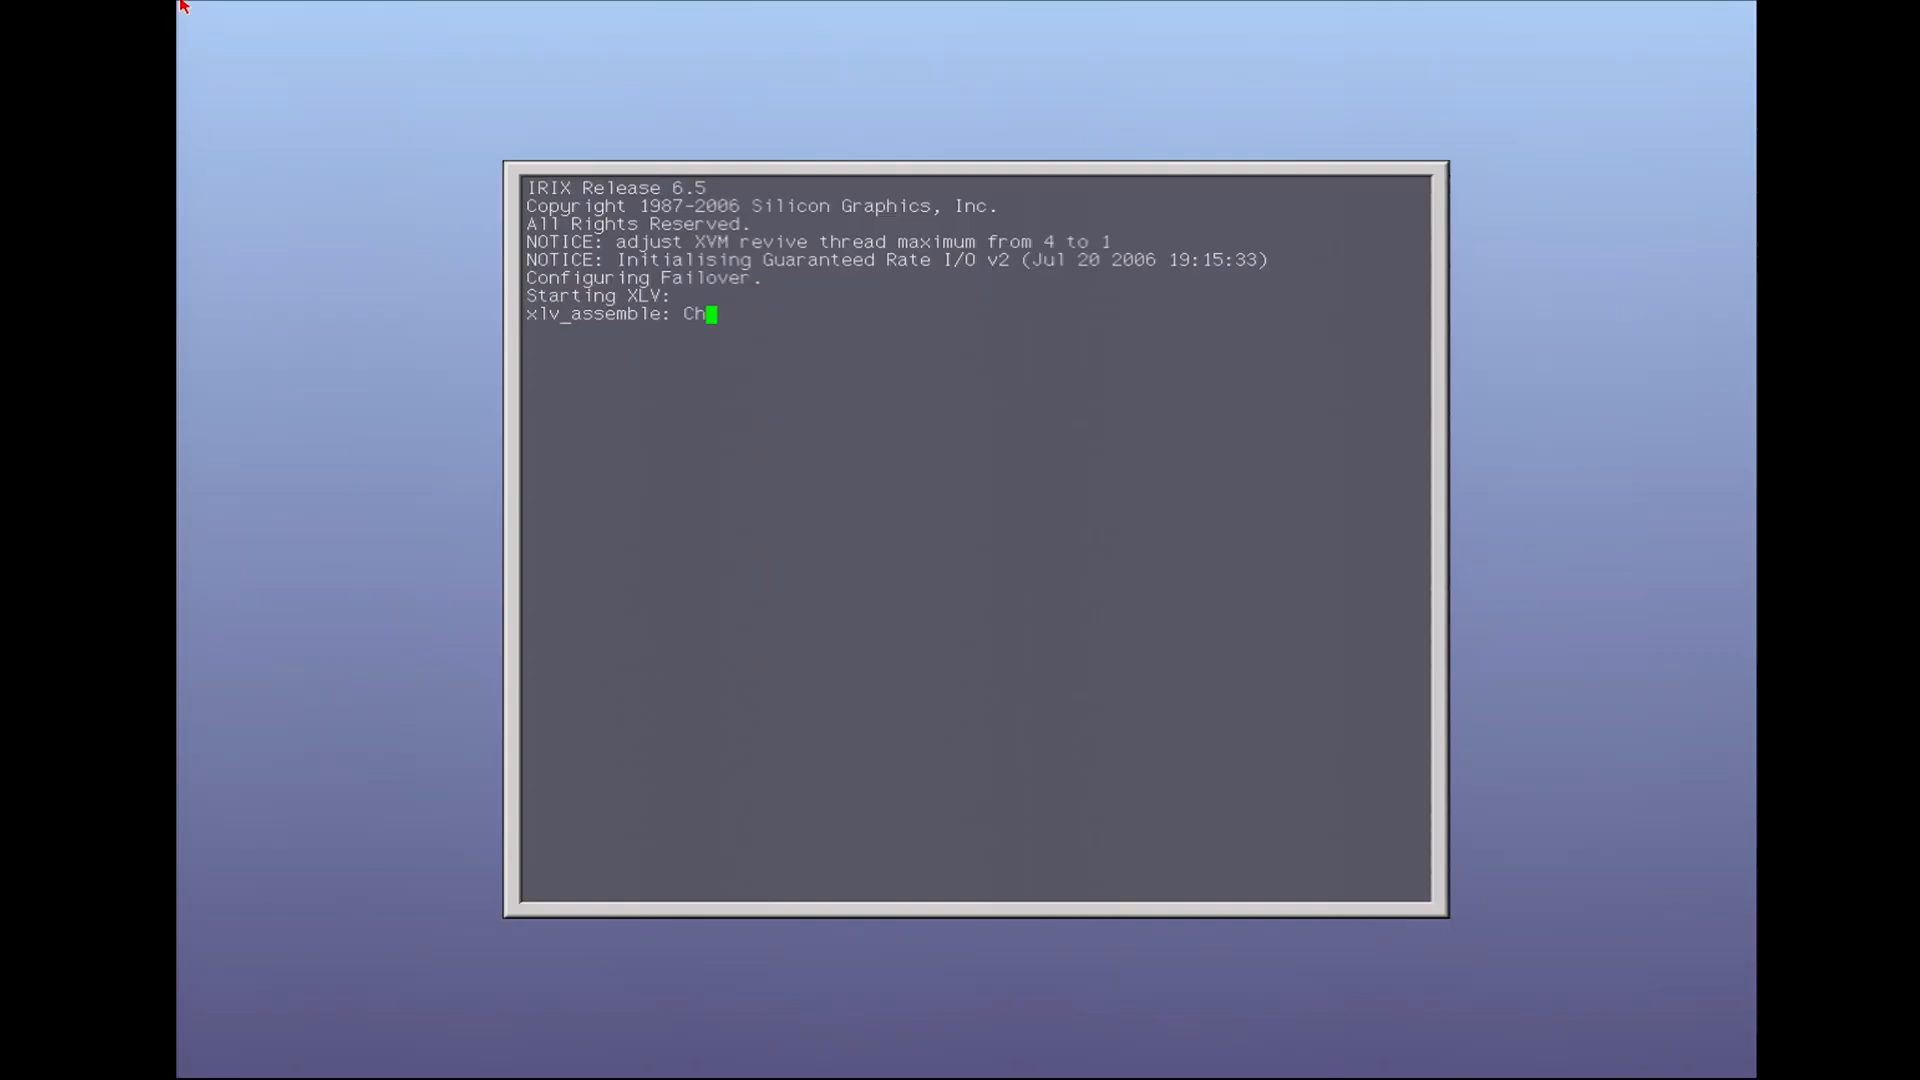 IRIX Release 6.5
Copyright 1987-2006 Silicon Graphics, Inc.
All Rights Reserved.
NOTICE: adjust XVM revive thread maximum from 4 to 1
NOTICE: Initialising Guaranteed Rate I/O v2 (Jul 20 2006 19:15:33)
Configuring Failover.
Starting XLV:
xlv_assemble: Ch